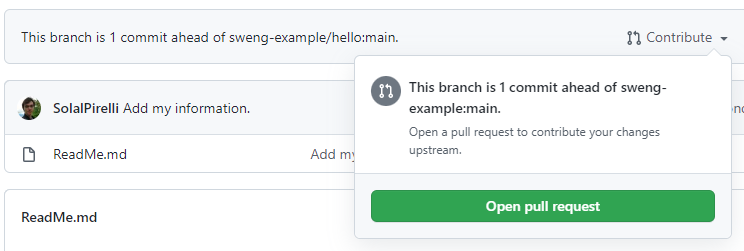 This branch is 1 commit ahead of sweng-example/hello:main.
Contribute
This branch is 1 commit ahead of sweng-
example:main.
Open a pull request to contribute your changes
upstream.
Open pull request
SolalPirelli Add my information.
ReadMe.md
Add my
ReadMe.md